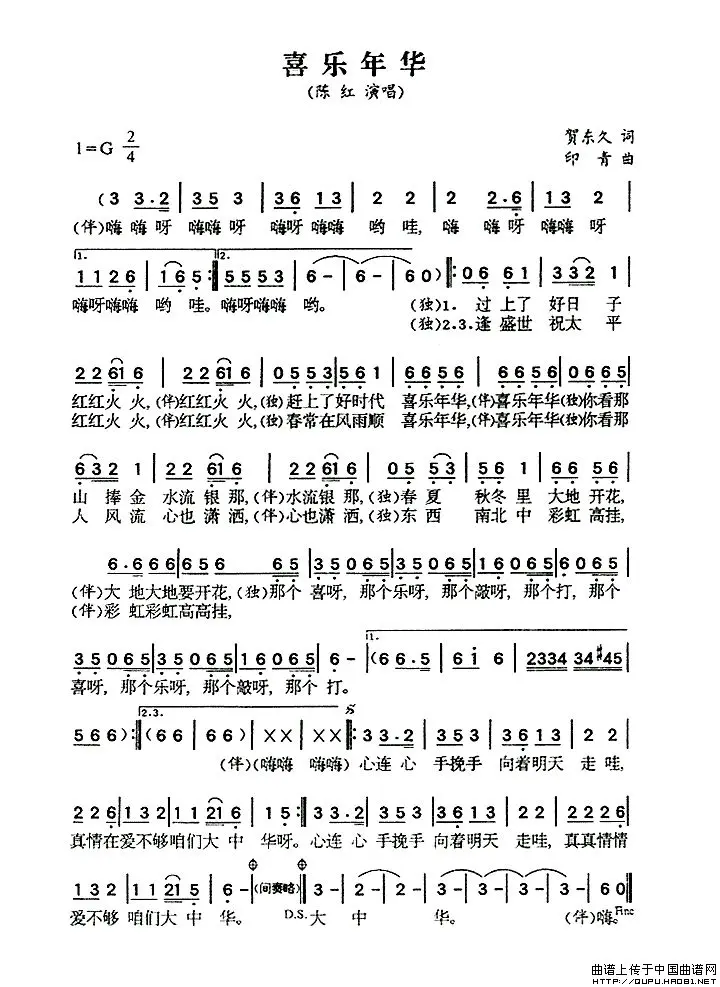 喜乐年华
(陈 红 演唱)
1=G 2/4
贺东久 词
印 青 曲
(3 3·2 | 3 5 3 | 3 6 1 3 | 2 2 | 2 2·6 | 1 3 2 |
(伴)嗨 嗨呀 嗨嗨 呀 嗨呀 嗨嗨 哟 哇, 嗨 嗨呀 嗨嗨 呀
1. 2.
1 1 2 6 | 1 6 5 :‖ 5 5 5 3 | 6 - | 6 - | 6 0) ‖: 0 6 6 1 | 3 3 2 1 |
嗨呀嗨嗨 哟 哇。嗨呀嗨嗨 哟。 (独)1. 过 上了 好日 子
(独)2.3.逢 盛世 祝太 平
2 2 6 1 6 | 2 2 6 1 6 | 0 5 5 3 | 5 6 1 | 6 6 5 6 | 6 6 5 6 | 0 6 6 5 |
红红火 火,(伴)红红火 火,(独)赶上了好时代 喜乐年华,(伴)喜乐年华(独)你看那
红红火 火,(伴)红红火 火,(独)春常在风雨顺 喜乐年华,(伴)喜乐年华(独)你看那
6 3 2 1 | 2 2 6 1 6 | 2 2 6 1 6 | 0 5 5 3 | 5 6 1 | 6 6 5 6 |
山 捧 金 水流 银 那,(伴)水流 银 那,(独)春 夏 秋冬 里 大地 开花,
人 风 流 心也 潇 洒,(伴)心也 潇 洒,(独)东 西 南北 中 彩虹 高挂,
6·6 6 6 | 6 5 6 6 5 | 3 5 0 6 5 | 3 5 0 6 5 | 1 6 0 6 5 | 1 0 6 5 |
(伴)大 地大地要开花,(独)那个 喜呀, 那个乐呀, 那个敲呀, 那个打, 那个
(伴)彩 虹彩虹高高挂,
1.
3 5 0 6 5 | 3 5 0 6 5 | 1 6 0 6 5 | 6 - | (6 6·5 | 6 i 6 | 2334 34#45 |
喜呀, 那个乐呀, 那个敲呀, 那个 打。
2.3.
5 6 6 6) :‖ (6 6 | 6 6) | X X | X X ‖: 3 3·2 | 3 5 3 | 3 6 1 3 | 2 2 |
(伴)(嗨嗨 嗨嗨) 心连 心 手挽手 向着明天 走 哇,
2 2 6 | 1 3 2 | 1 1 2 1 6 | 1 5 :‖ 3 3·2 | 3 5 3 | 3 6 1 3 | 2 2 | 2 2 2 6 |
真情在爱不够咱们大 中 华呀。心连 心 手挽手 向着明天 走哇, 真真情情
1 3 2 | 1 1 2 1 5 | 6 - (间奏略) 3 - | 2 - | 2 - | 3 - | 3 - | 3 - | 6 0 ‖
爱不够 咱们大 中 华。 D.S. 大 中 华。 (伴)嗨。 Fine
曲谱上传于中国曲谱网
HTTP://QUPU.HAO81.NET